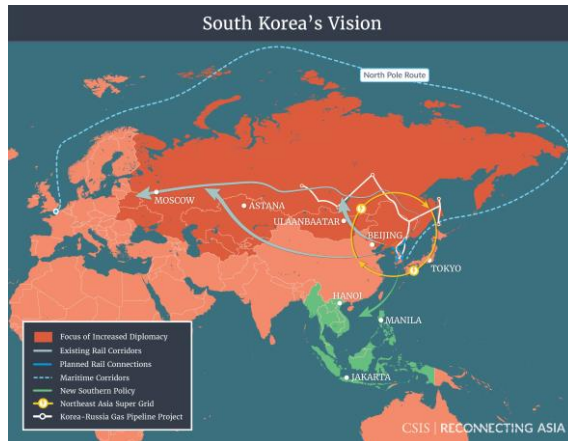 South Korea's Vision
North Pole Route
MOSCOW
ASTANA
ULAANBAATAR
BEIJING
TOKYO
HANOI
MANILA
JAKARTA
Focus of Increased Diplomacy
Existing Rail Corridors
Planned Rail Connections
Maritime Corridors
New Southern Policy
Northeast Asia Super Grid
Korea-Russia Gas Pipeline Project
CSIS | RECONNECTING ASIA